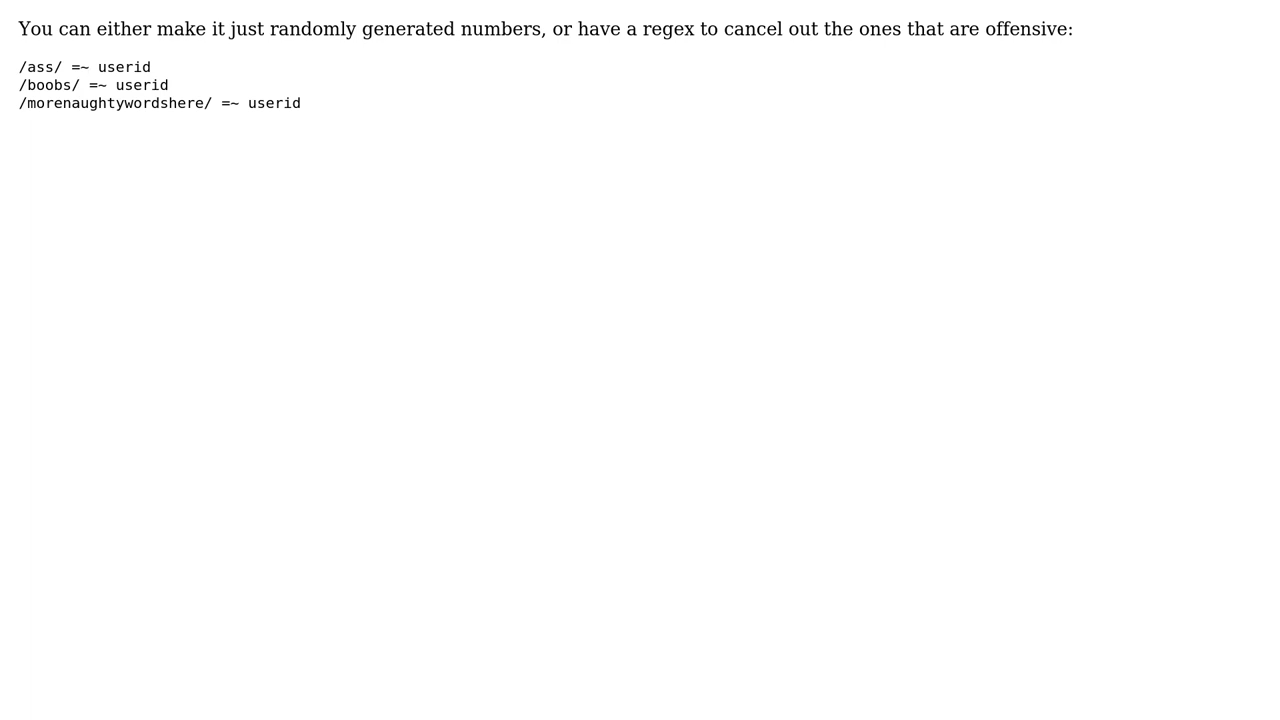 You can either make it just randomly generated numbers, or have a regex to cancel out the ones that are offensive:
/ass/ =~ userid
/boobs/ =~ userid
/morenaughtywordshere/ =~ userid